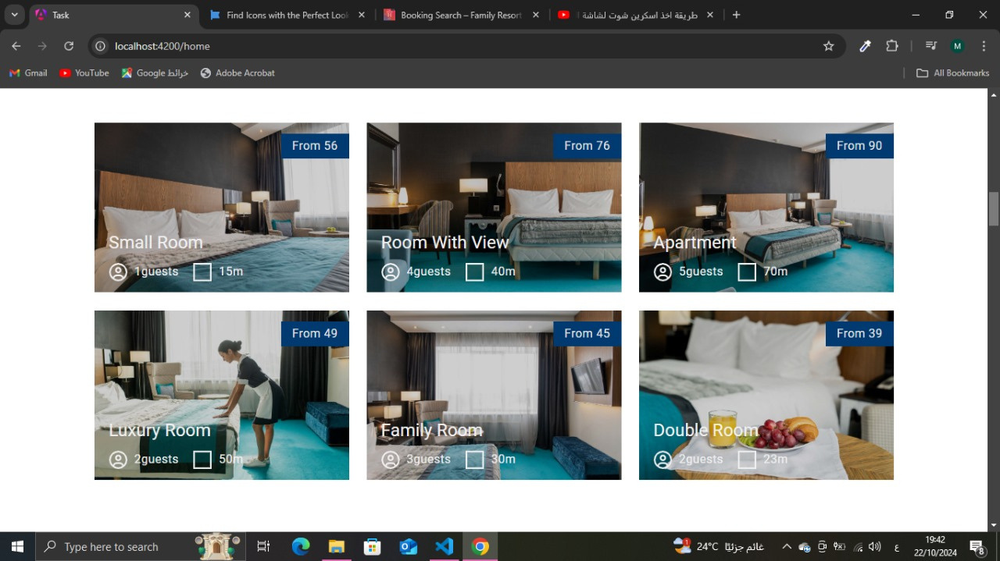 Task
Find Icons with the Perfect Look
Booking Search – Family Resort
طريقة اخذ اسكرين شوت لشاشة ا
localhost:4200/home
M
Gmail
YouTube
Google خرائط
Adobe Acrobat
All Bookmarks
From 56
Small Room
1guests 15m
From 76
Room With View
4guests 40m
From 90
Apartment
5guests 70m
From 49
Luxury Room
2guests 50m
From 45
Family Room
3guests 30m
From 39
Double Room
2guests 23m
Type here to search
1
24°C غائم جزئيًا
ع
19:42
22/10/2024
8